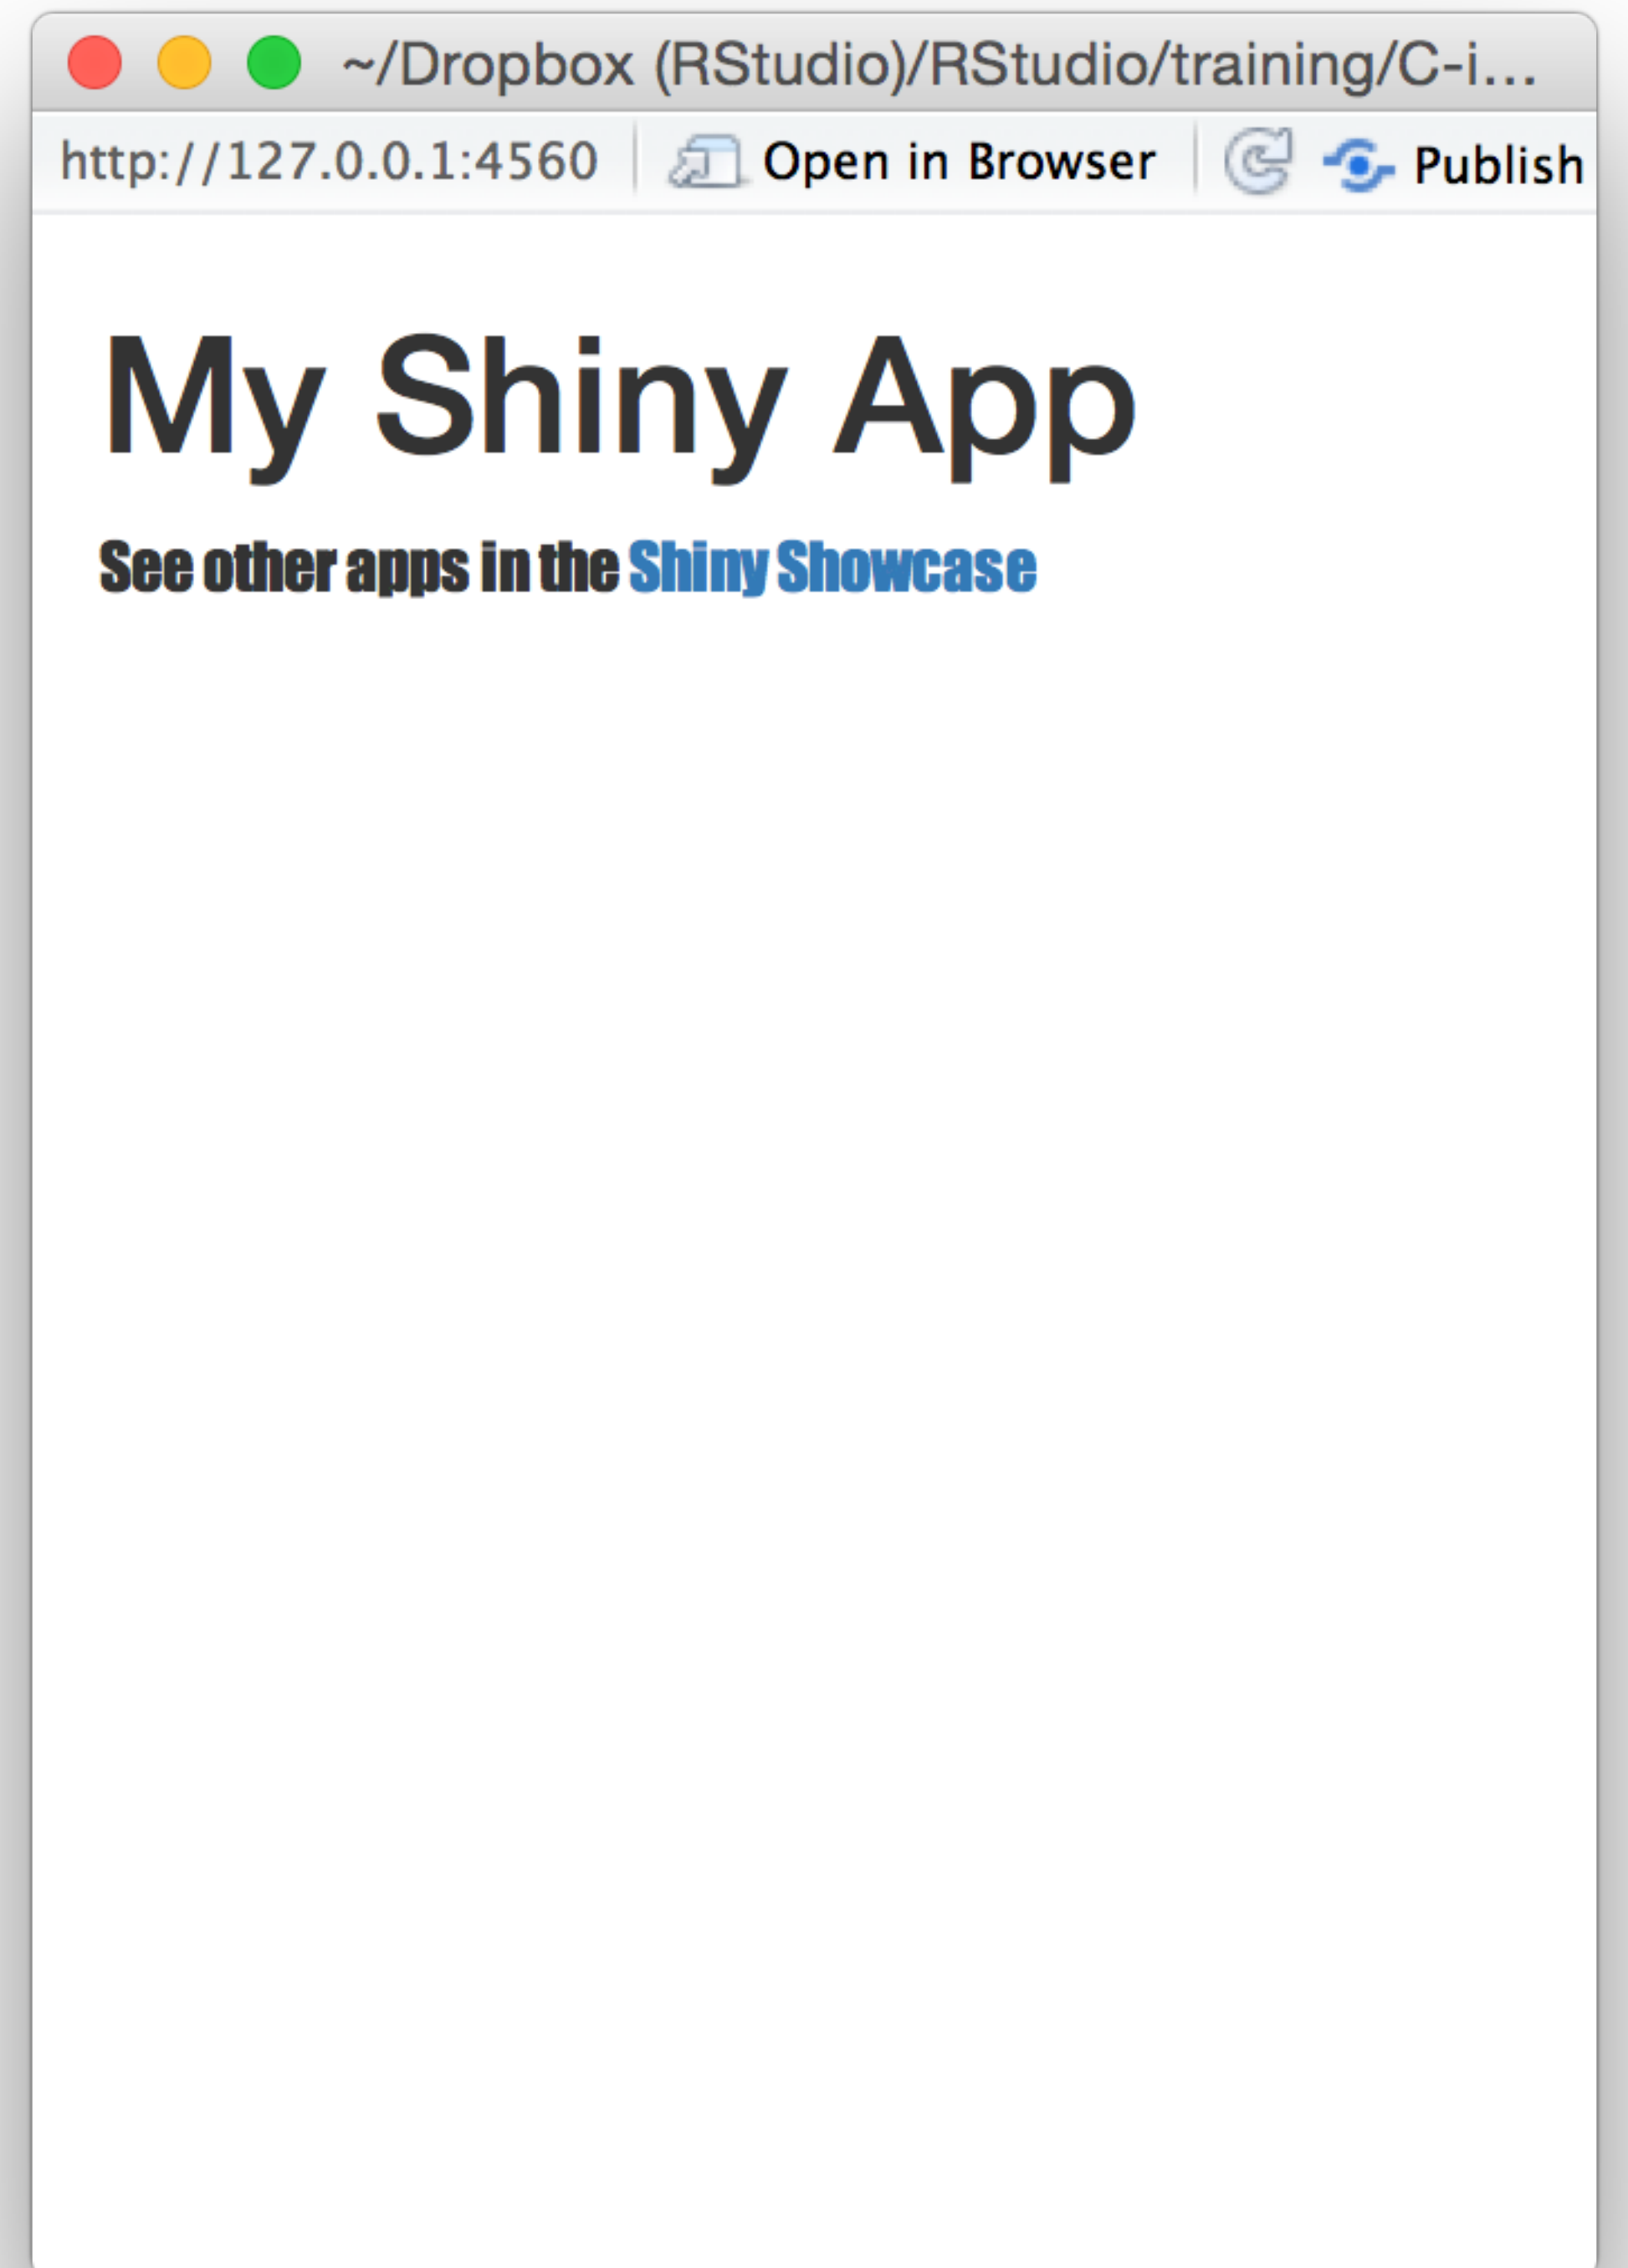 ~/Dropbox (RStudio)/RStudio/training/C-i...
http://127.0.0.1:4560 Open in Browser Publish
My Shiny App
See other apps in the Shiny Showcase